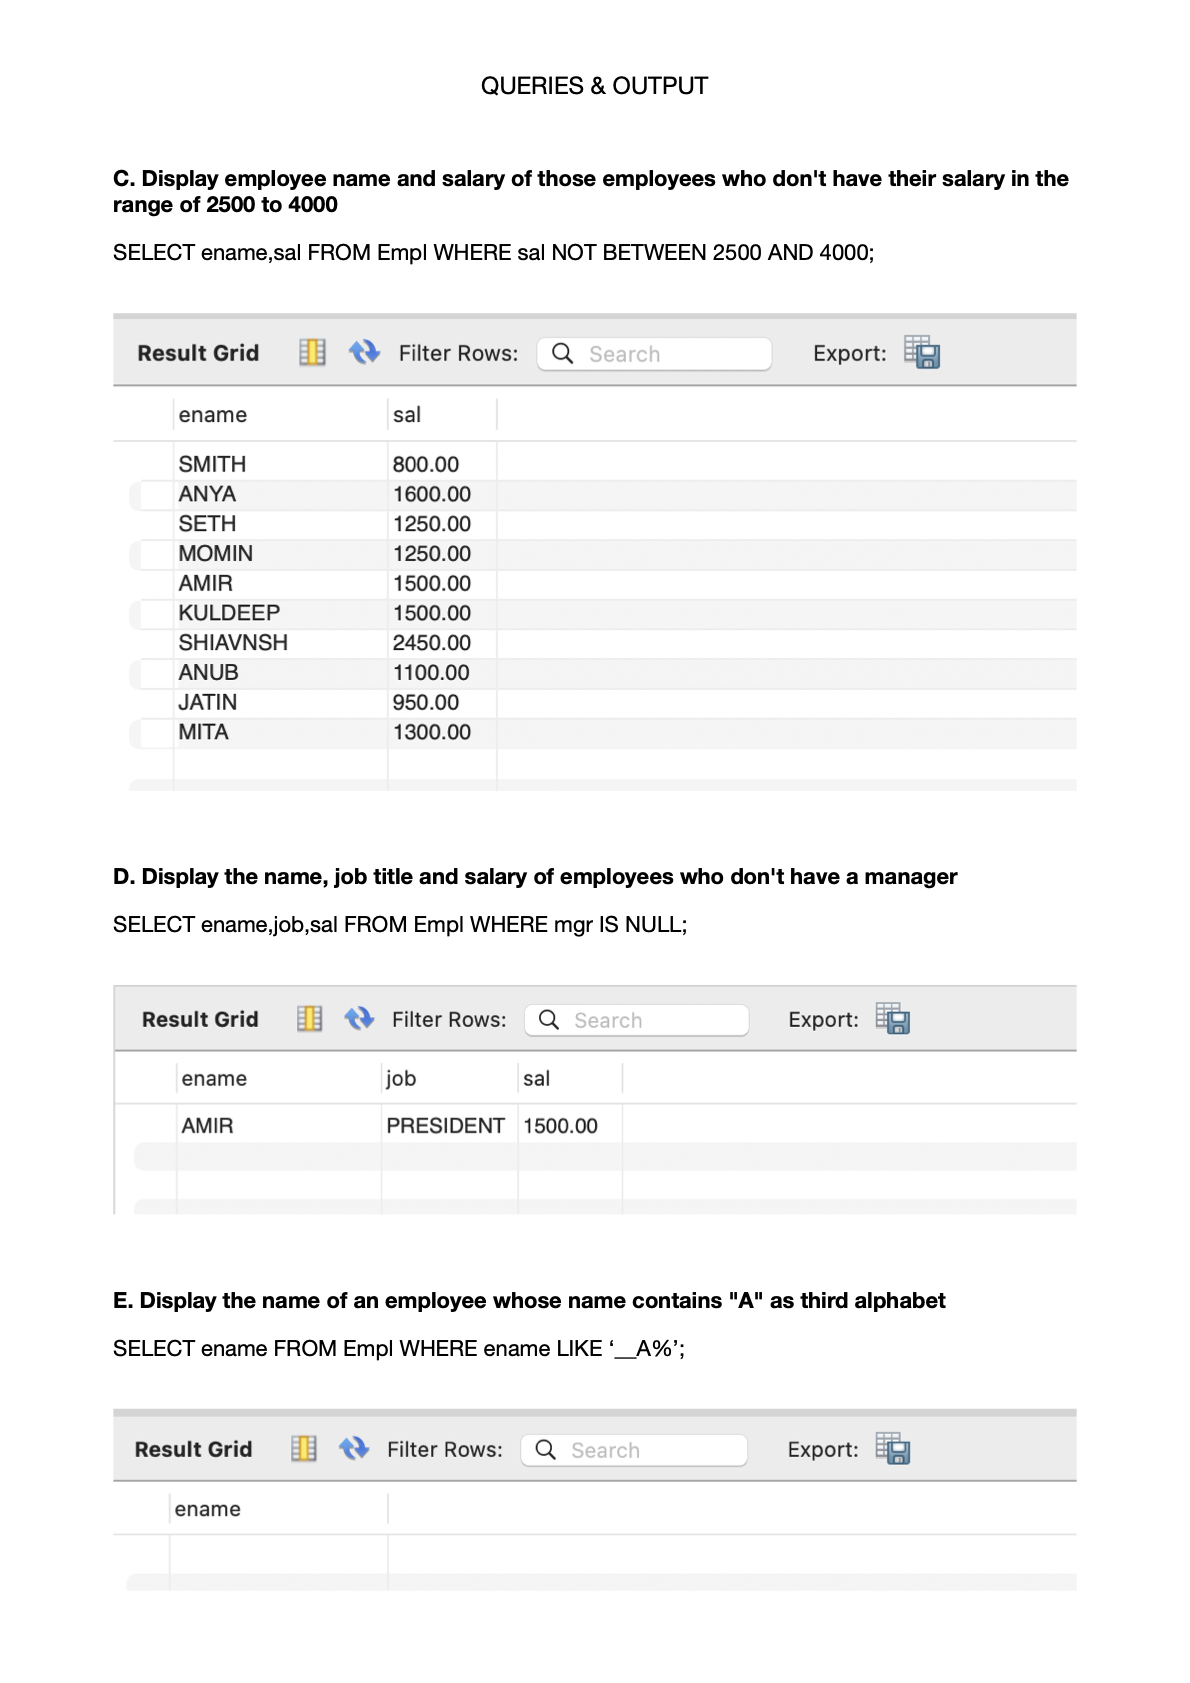 QUERIES & OUTPUT
C. Display employee name and salary of those employees who don't have their salary in the
range of 2500 to 4000
SELECT ename,sal FROM Empl WHERE sal NOT BETWEEN 2500 AND 4000;
Result Grid Filter Rows: Search Export:
ename sal
SMITH 800.00
ANYA 1600.00
SETH 1250.00
MOMIN 1250.00
AMIR 1500.00
KULDEEP 1500.00
SHIAVNSH 2450.00
ANUB 1100.00
JATIN 950.00
MITA 1300.00
D. Display the name, job title and salary of employees who don't have a manager
SELECT ename,job,sal FROM Empl WHERE mgr IS NULL;
Result Grid Filter Rows: Search Export:
ename job sal
AMIR PRESIDENT 1500.00
E. Display the name of an employee whose name contains "A" as third alphabet
SELECT ename FROM Empl WHERE ename LIKE ‘__A%’;
Result Grid Filter Rows: Search Export:
ename